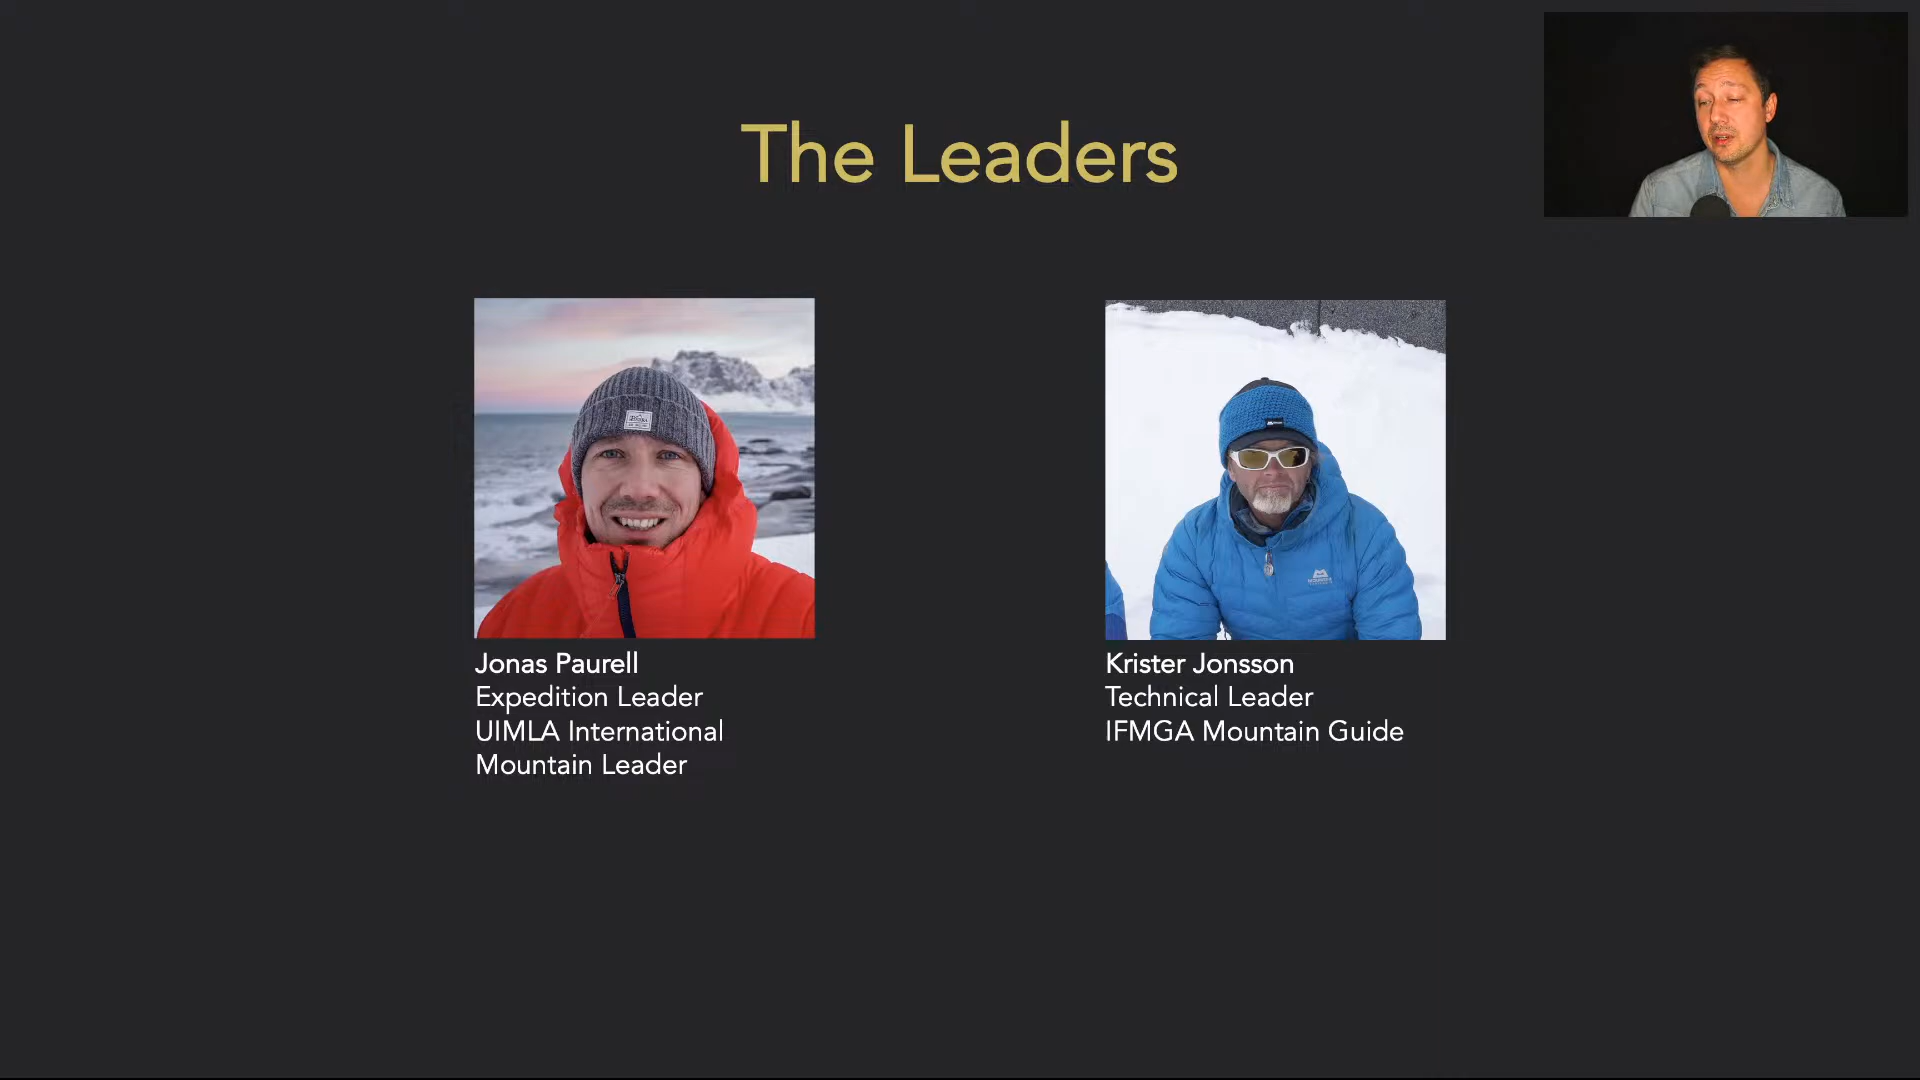 The Leaders
Jonas Paurell
Expedition Leader
UIMLA International
Mountain Leader
Krister Jonsson
Technical Leader
IFMGA Mountain Guide